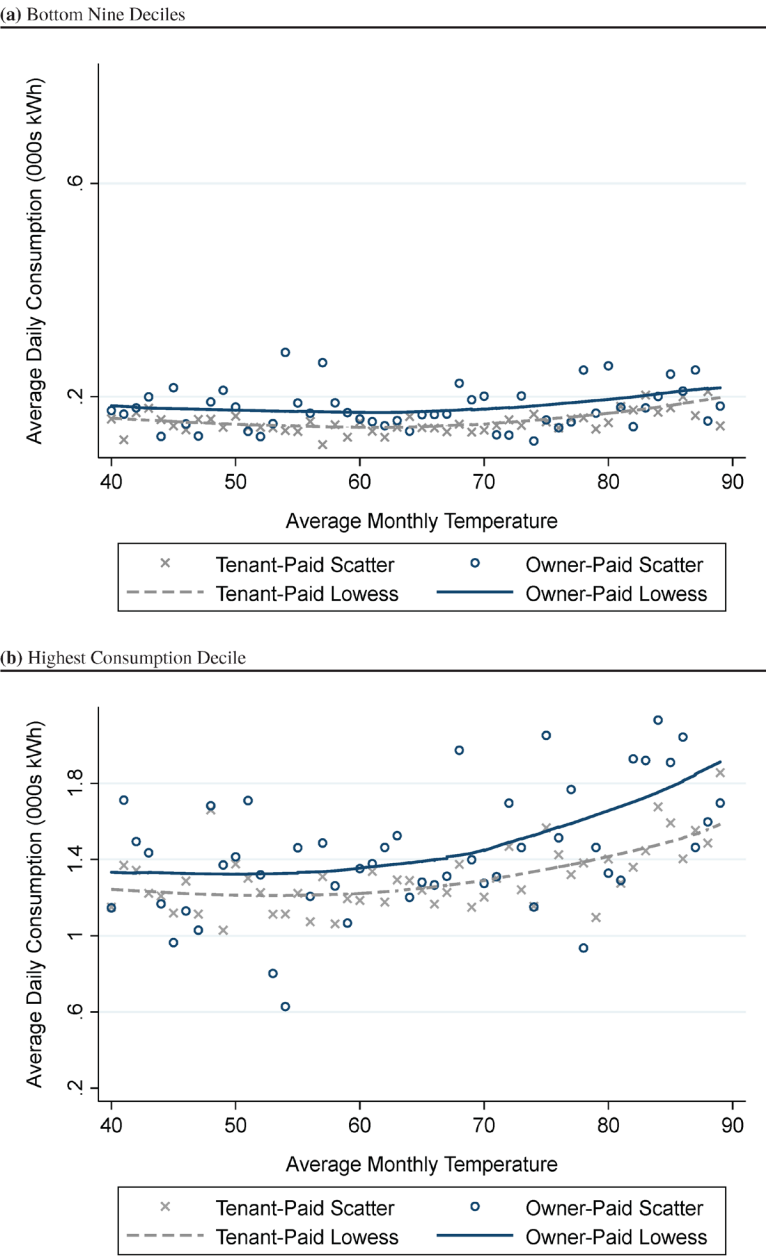 (a) Bottom Nine Deciles
Average Daily Consumption (000s kWh)
.6
.2
40 50 60 70 80 90
Average Monthly Temperature
Tenant-Paid Scatter Owner-Paid Scatter
Tenant-Paid Lowess Owner-Paid Lowess
(b) Highest Consumption Decile
Average Daily Consumption (000s kWh)
1.8
1.4
1
.6
.2
40 50 60 70 80 90
Average Monthly Temperature
Tenant-Paid Scatter Owner-Paid Scatter
Tenant-Paid Lowess Owner-Paid Lowess